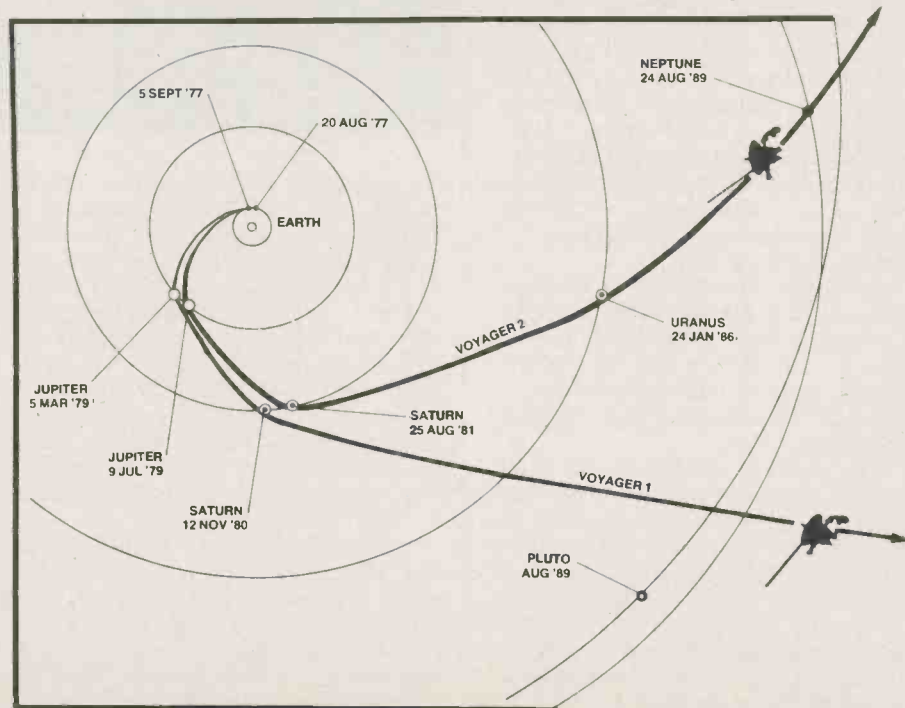 NEPTUNE
24 AUG '89
5 SEPT '77
20 AUG '77
EARTH
URANUS
24 JAN '86
VOYAGER 2
JUPITER
5 MAR '79
SATURN
25 AUG '81
JUPITER
9 JUL '79
VOYAGER 1
SATURN
12 NOV '80
PLUTO
AUG '89